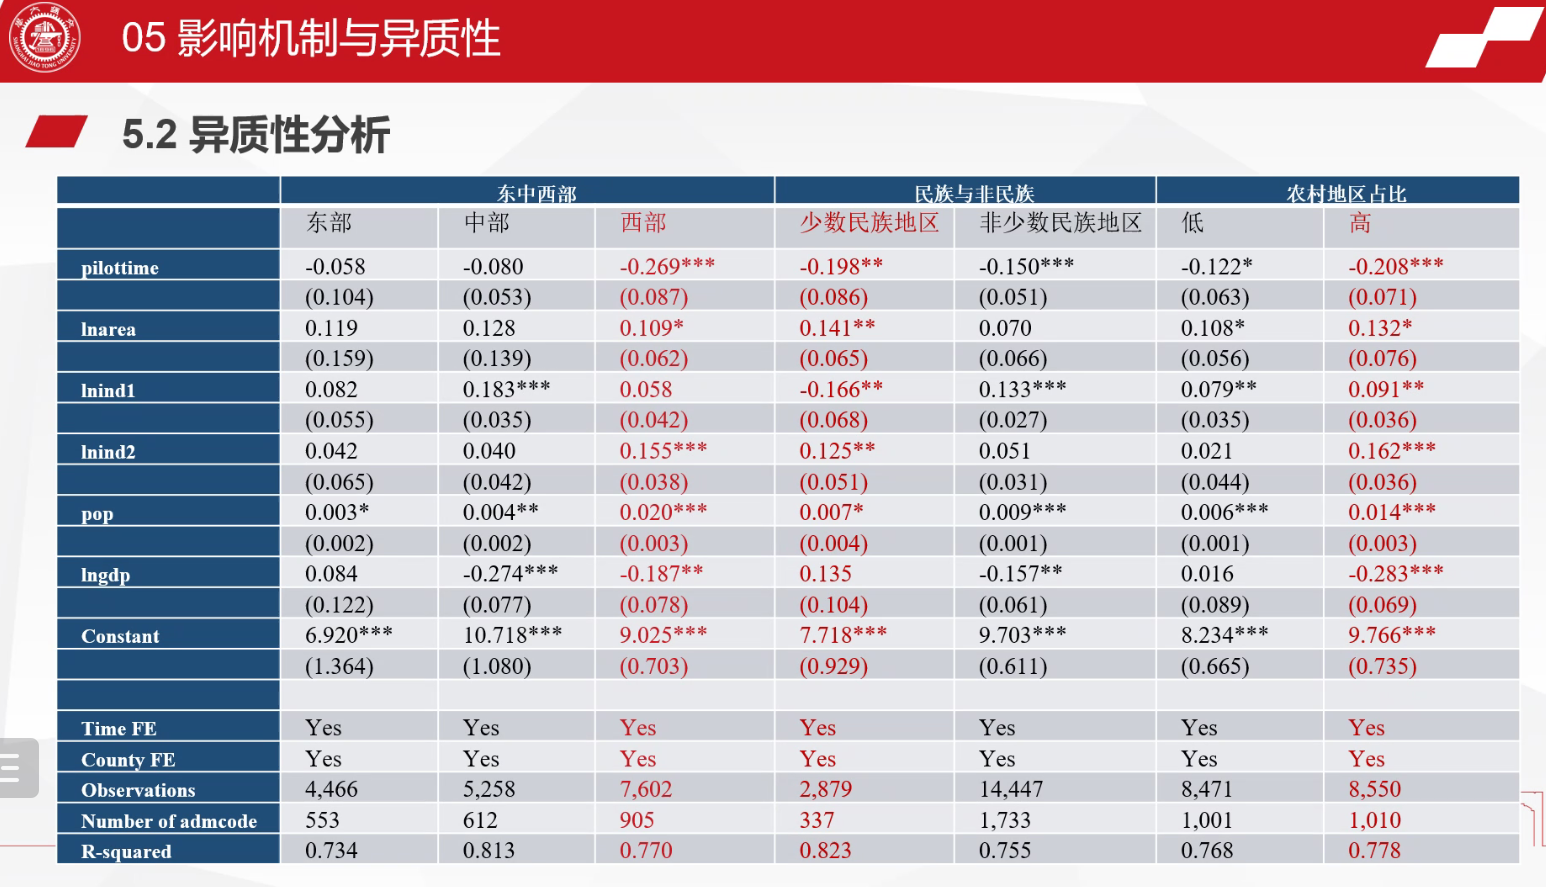 05 影响机制与异质性
5.2 异质性分析
东中西部 民族与非民族 农村地区占比
东部 中部 西部 少数民族地区 非少数民族地区 低 高
pilottime -0.058 -0.080 -0.269*** -0.198** -0.150*** -0.122* -0.208***
(0.104) (0.053) (0.087) (0.086) (0.051) (0.063) (0.071)
lnarea 0.119 0.128 0.109* 0.141** 0.070 0.108* 0.132*
(0.159) (0.139) (0.062) (0.065) (0.066) (0.056) (0.076)
lnind1 0.082 0.183*** 0.058 -0.166** 0.133*** 0.079** 0.091**
(0.055) (0.035) (0.042) (0.068) (0.027) (0.035) (0.036)
lnind2 0.042 0.040 0.155*** 0.125** 0.051 0.021 0.162***
(0.065) (0.042) (0.038) (0.051) (0.031) (0.044) (0.036)
pop 0.003* 0.004** 0.020*** 0.007* 0.009*** 0.006*** 0.014***
(0.002) (0.002) (0.003) (0.004) (0.001) (0.001) (0.003)
lngdp 0.084 -0.274*** -0.187** 0.135 -0.157** 0.016 -0.283***
(0.122) (0.077) (0.078) (0.104) (0.061) (0.089) (0.069)
Constant 6.920*** 10.718*** 9.025*** 7.718*** 9.703*** 8.234*** 9.766***
(1.364) (1.080) (0.703) (0.929) (0.611) (0.665) (0.735)
Time FE Yes Yes Yes Yes Yes Yes Yes
County FE Yes Yes Yes Yes Yes Yes Yes
Observations 4,466 5,258 7,602 2,879 14,447 8,471 8,550
Number of admcode 553 612 905 337 1,733 1,001 1,010
R-squared 0.734 0.813 0.770 0.823 0.755 0.768 0.778